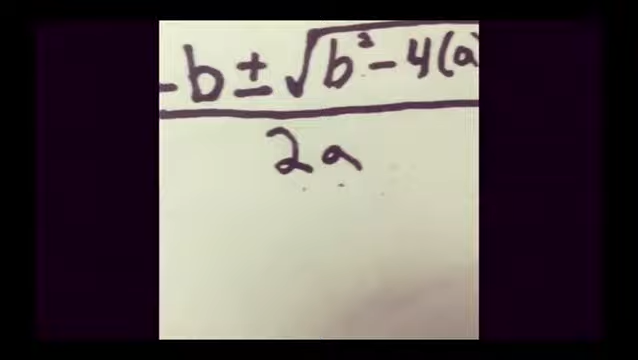 -b ± √b² - 4(a)
2a